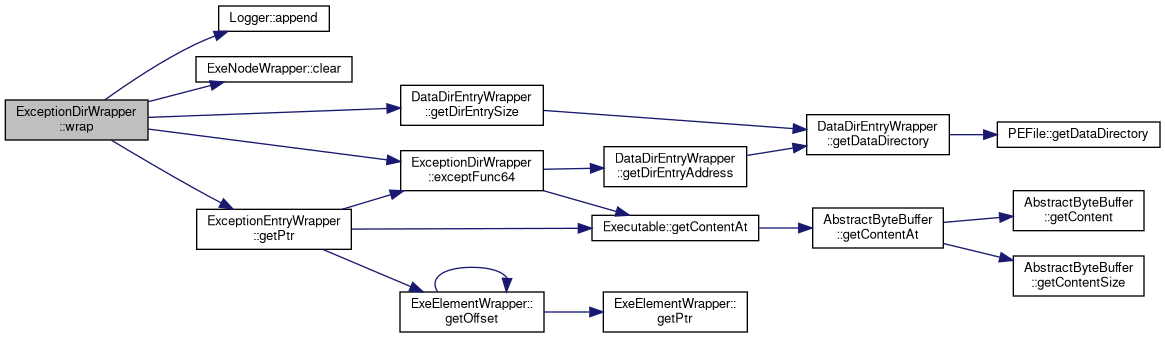 Logger::append
ExeNodeWrapper::clear
ExceptionDirWrapper
::wrap
DataDirEntryWrapper
::getDirEntrySize
DataDirEntryWrapper
::getDataDirectory
PEFile::getDataDirectory
ExceptionDirWrapper
::exceptFunc64
DataDirEntryWrapper
::getDirEntryAddress
ExceptionEntryWrapper
::getPtr
Executable::getContentAt
AbstractByteBuffer
::getContentAt
AbstractByteBuffer
::getContent
AbstractByteBuffer
::getContentSize
ExeElementWrapper::
getOffset
ExeElementWrapper::
getPtr